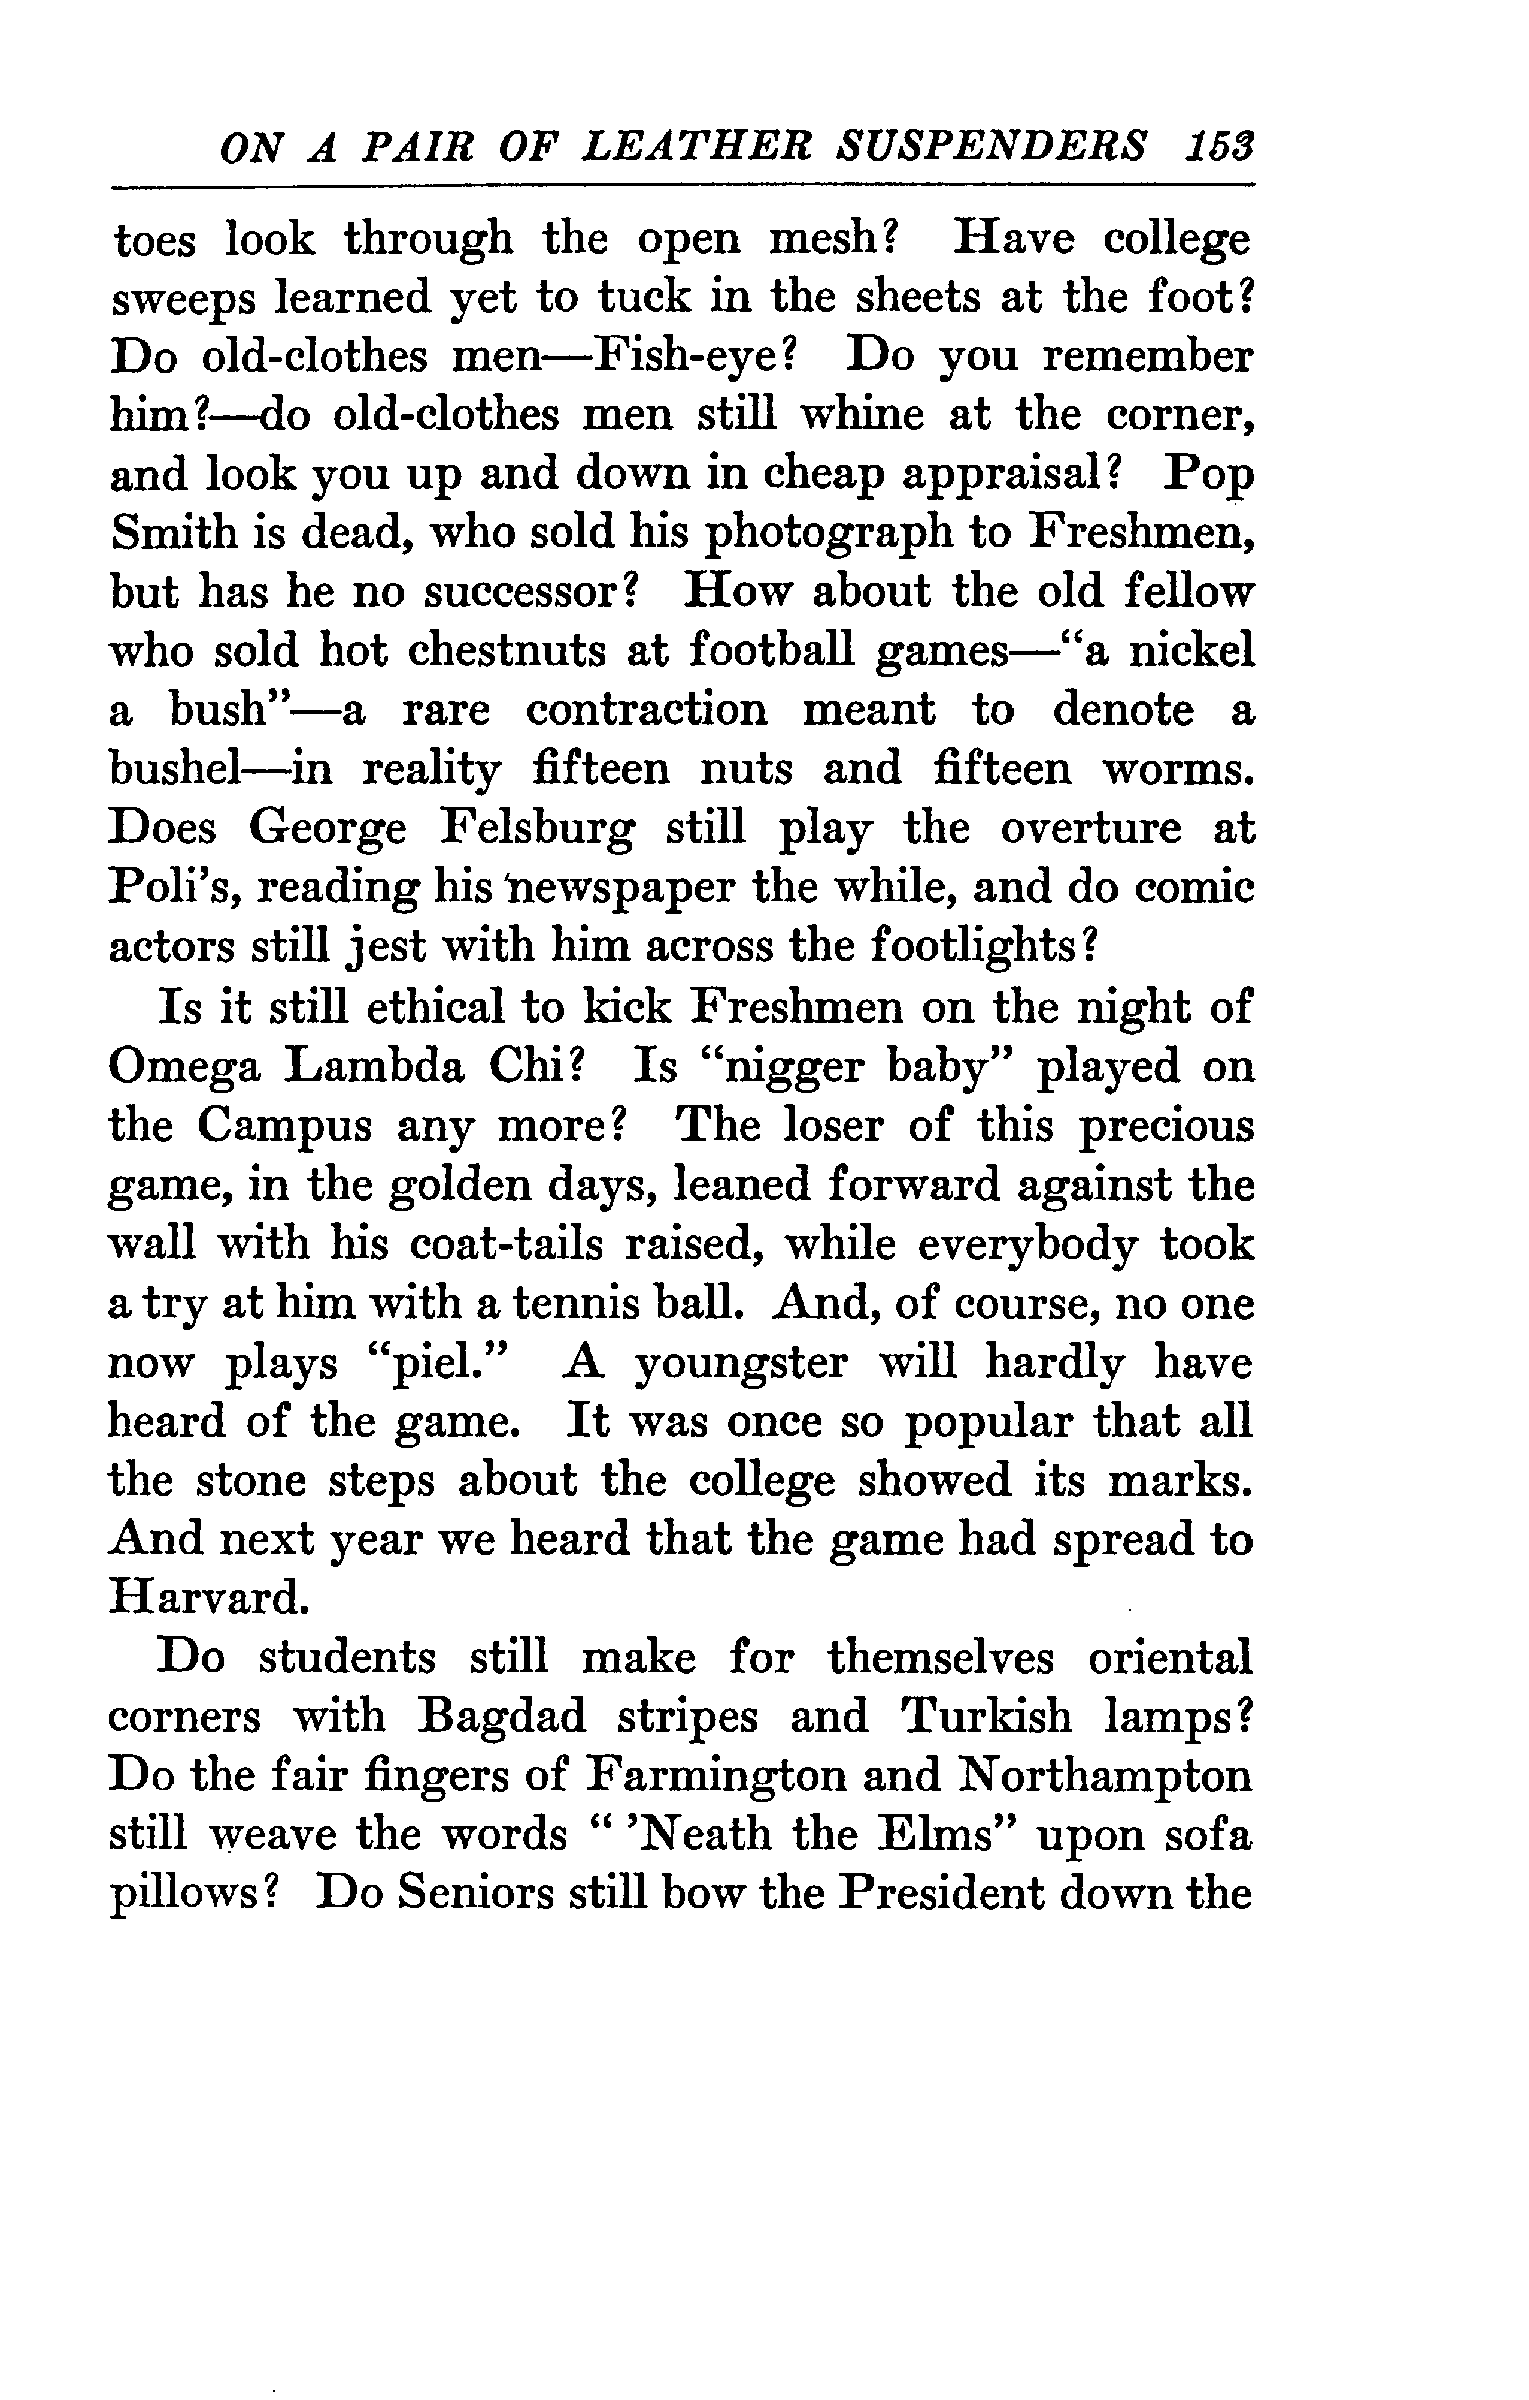 ON A PAIR OF LEATHER SUSPENDERS 153
toes look through the open mesh? Have college
sweeps learned yet to tuck in the sheets at the foot?
Do old-clothes men—Fish-eye? Do you remember
him?—do old-clothes men still whine at the corner,
and look you up and down in cheap appraisal? Pop
Smith is dead, who sold his photograph to Freshmen,
but has he no successor? How about the old fellow
who sold hot chestnuts at football games—“a nickel
a bush”—a rare contraction meant to denote a
bushel—in reality fifteen nuts and fifteen worms.
Does George Felsburg still play the overture at
Poli’s, reading his newspaper the while, and do comic
actors still jest with him across the footlights?
Is it still ethical to kick Freshmen on the night of
Omega Lambda Chi? Is “nigger baby” played on
the Campus any more? The loser of this precious
game, in the golden days, leaned forward against the
wall with his coat-tails raised, while everybody took
a try at him with a tennis ball. And, of course, no one
now plays “piel.” A youngster will hardly have
heard of the game. It was once so popular that all
the stone steps about the college showed its marks.
And next year we heard that the game had spread to
Harvard.
Do students still make for themselves oriental
corners with Bagdad stripes and Turkish lamps?
Do the fair fingers of Farmington and Northampton
still weave the words “ ’Neath the Elms” upon sofa
pillows? Do Seniors still bow the President down the